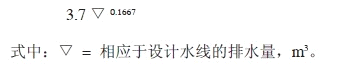 3.7 ▽ 0.1667
式中：▽ = 相应于设计水线的排水量，m³。